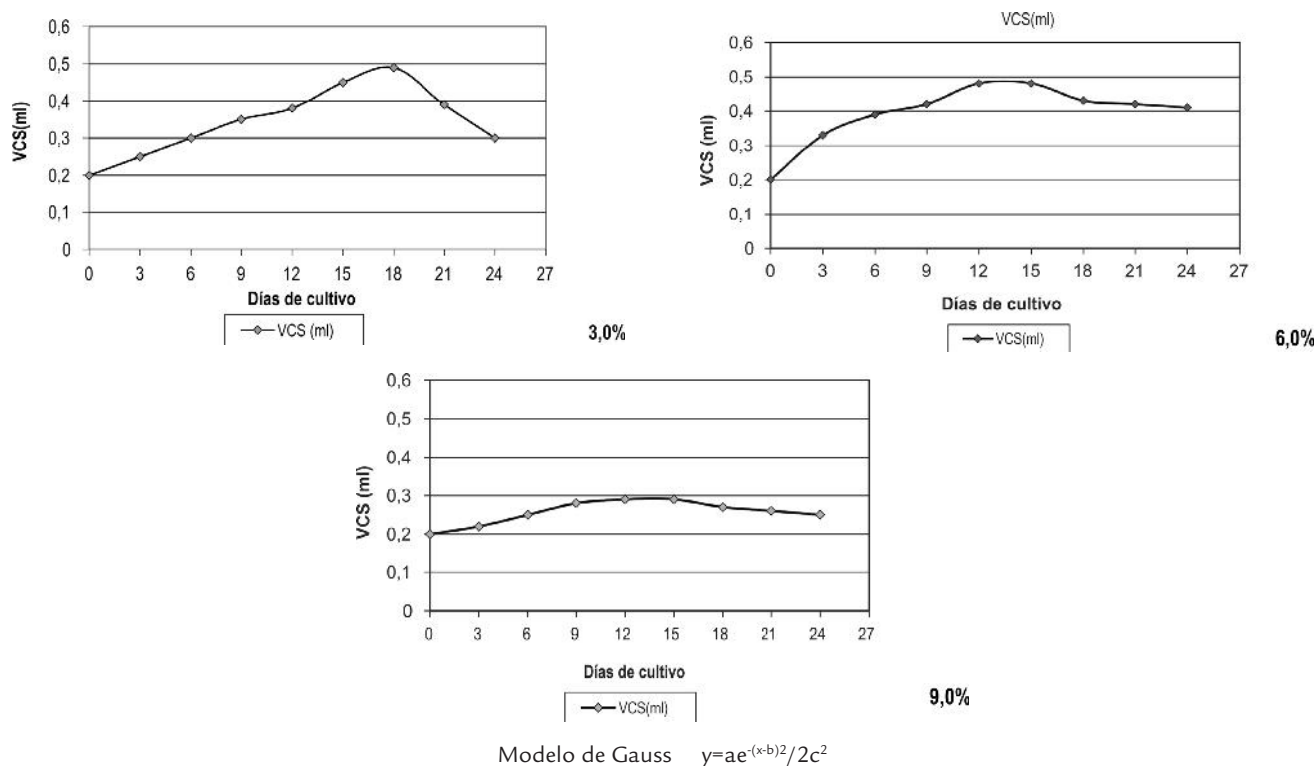 0,6
0,5
0,4
0,3
0,2
0,1
0
VCS(ml)
0 3 6 9 12 15 18 21 24 27
Días de cultivo
VCS (ml)
3,0%
VCS(ml)
0,6
0,5
0,4
0,3
0,2
0,1
0
VCS (ml)
0 3 6 9 12 15 18 21 24 27
Días de cultivo
VCS(ml)
6,0%
0,6
0,5
0,4
0,3
0,2
0,1
0
VCS (ml)
0 3 6 9 12 15 18 21 24 27
Días de cultivo
VCS(ml)
9,0%
Modelo de Gauss y=ae-(x-b)2/2c2